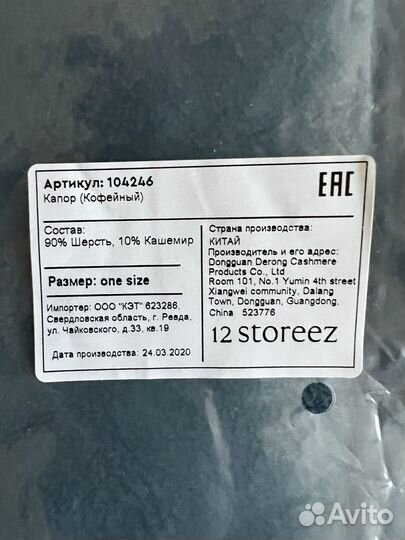 Артикул: 104246
Капор (Кофейный)
EAC
Состав:
90% Шерсть, 10% Кашемир
Размер: one size
Импортер: ООО "КЭТ" 623286,
Свердловская область, г. Ревда,
ул. Чайковского, д.33, кв.19
Дата производства: 24.03.2020
Страна производства:
КИТАЙ
Производитель и его адрес:
Dongguan Derong Cashmere
Products Co., Ltd
Room 101, No.1 Yumin 4th street
Xiangwei community, Dalang
Town, Dongguan, Guangdong,
China 523776
12 storeez
Avito